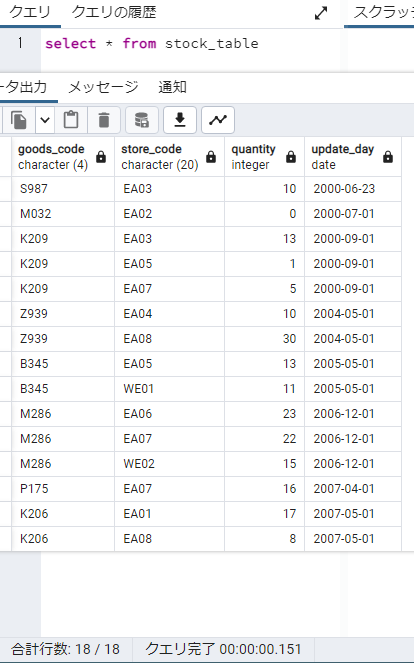 クエリ クエリの履歴 スクラッチ
1 select * from stock_table
ータ出力 メッセージ 通知
goods_code store_code quantity update_day
character (4) character (20) integer date
S987 EA03 10 2000-06-23
M032 EA02 0 2000-07-01
K209 EA03 13 2000-09-01
K209 EA05 1 2000-09-01
K209 EA07 5 2000-09-01
Z939 EA04 10 2004-05-01
Z939 EA08 30 2004-05-01
B345 EA05 13 2005-05-01
B345 WE01 11 2005-05-01
M286 EA06 23 2006-12-01
M286 EA07 22 2006-12-01
M286 WE02 15 2006-12-01
P175 EA07 16 2007-04-01
K206 EA01 17 2007-05-01
K206 EA08 8 2007-05-01
合計行数: 18 / 18 クエリ完了 00:00:00.151